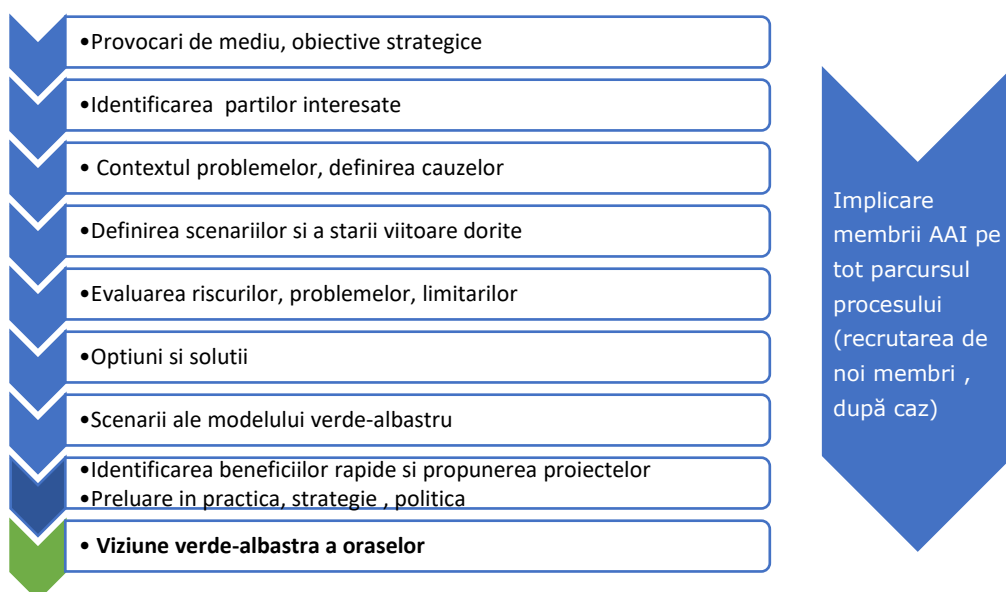 •Provocari de mediu, obiective strategice
•Identificarea partilor interesate
• Contextul problemelor, definirea cauzelor
•Definirea scenariilor si a starii viitoare dorite
•Evaluarea riscurilor, problemelor, limitarilor
•Optiuni si solutii
•Scenarii ale modelului verde-albastru
•Identificarea beneficiilor rapide si propunerea proiectelor
•Preluare in practica, strategie , politica
• Viziune verde-albastra a oraselor
Implicare
membrii AAI pe
tot parcursul
procesului
(recrutarea de
noi membri ,
după caz)